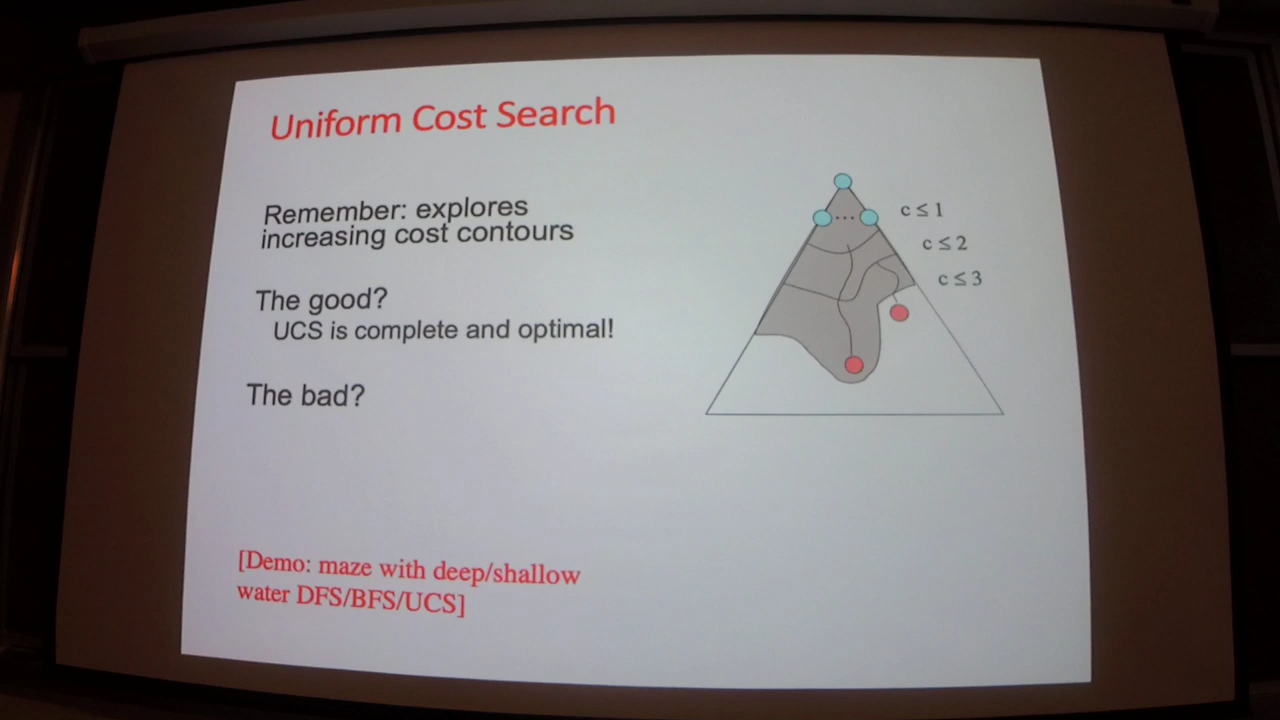 Uniform Cost Search
Remember: explores
increasing cost contours
The good?
UCS is complete and optimal!
The bad?
[Demo: maze with deep/shallow
water DFS/BFS/UCS]
...
c ≤ 1
c ≤ 2
c ≤ 3